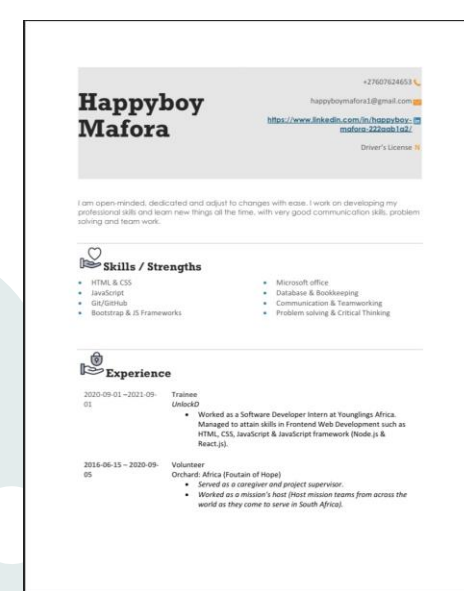 +27607624653
Happyboy
Mafora
happyboymafora1@gmail.com
https://www.linkedin.com/in/happyboy-
mafora-222aab1a2/
Driver's License N
I am open-minded, dedicated and adjust to changes with ease. I work on developing my
professional skills and learn new things all the time, with very good communication skills, problem
solving and team work.
Skills / Strengths
• HTML & CSS
• JavaScript
• Git/GitHub
• Bootstrap & JS Frameworks
• Microsoft office
• Database & Bookkeeping
• Communication & Teamworking
• Problem solving & Critical Thinking
Experience
2020-09-01 –2021-09-
01
Trainee
UnlockD
• Worked as a Software Developer Intern at Younglings Africa.
Managed to attain skills in Frontend Web Development such as
HTML, CSS, JavaScript & JavaScript framework (Node.js &
React.js).
2016-06-15 – 2020-09-
05
Volunteer
Orchard: Africa (Foutain of Hope)
• Served as a caregiver and project supervisor.
• Worked as a mission's host (Host mission teams from across the
world as they come to serve in South Africa).